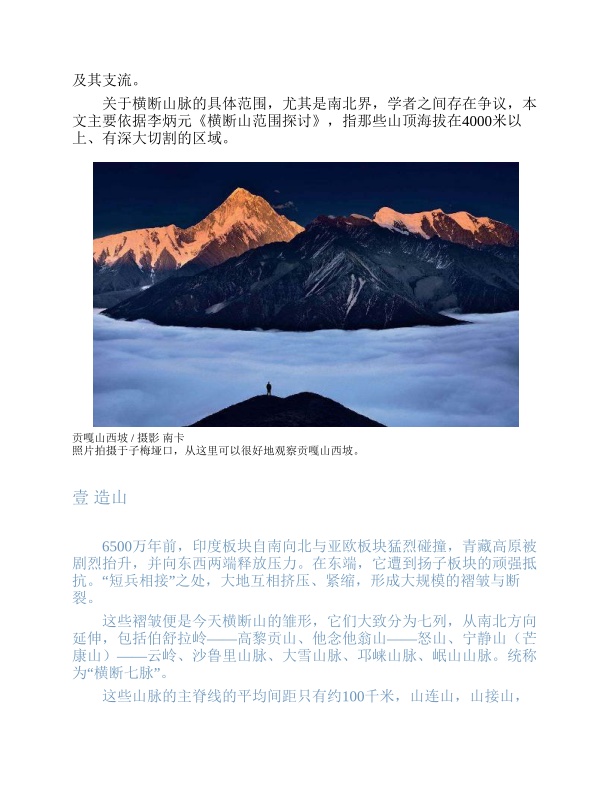 及其支流。
关于横断山脉的具体范围，尤其是南北界，学者之间存在争议，本
文主要依据李炳元《横断山范围探讨》，指那些山顶海拔在4000米以
上、有深大切割的区域。
贡嘎山西坡 / 摄影 南卡
照片拍摄于子梅垭口，从这里可以很好地观察贡嘎山西坡。
壹 造山
6500万年前，印度板块自南向北与亚欧板块猛烈碰撞，青藏高原被
剧烈抬升，并向东西两端释放压力。在东端，它遭到扬子板块的顽强抵
抗。“短兵相接”之处，大地互相挤压、紧缩，形成大规模的褶皱与断
裂。
这些褶皱便是今天横断山的雏形，它们大致分为七列，从南北方向
延伸，包括伯舒拉岭——高黎贡山、他念他翁山——怒山、宁静山（芒
康山）——云岭、沙鲁里山脉、大雪山脉、邛崃山脉、岷山山脉。统称
为“横断七脉”。
这些山脉的主脊线的平均间距只有约100千米，山连山，山接山，